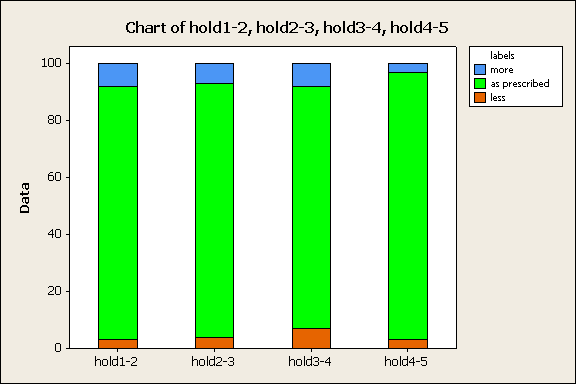 Chart of hold1-2, hold2-3, hold3-4, hold4-5
labels
more
as prescribed
less
100
80
60
40
20
0
Data
hold1-2 hold2-3 hold3-4 hold4-5